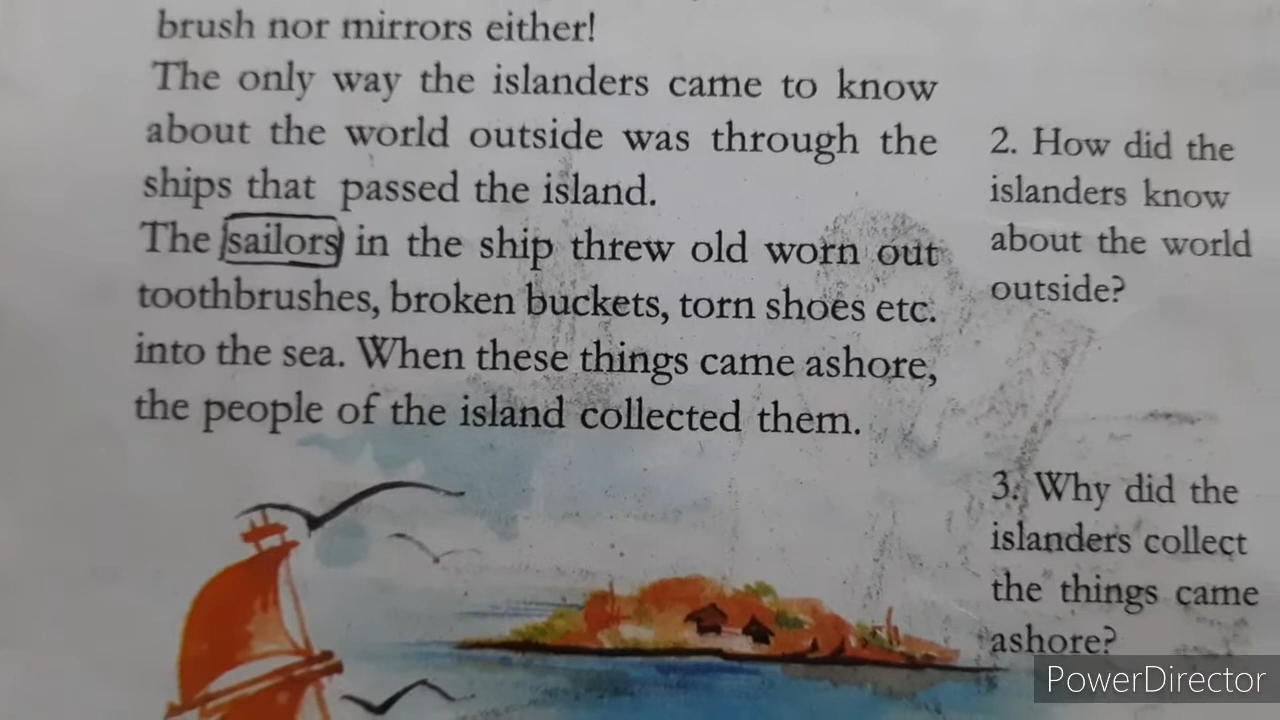 brush nor mirrors either!
The only way the islanders came to know
about the world outside was through the
ships that passed the island.
The sailors in the ship threw old worn out
toothbrushes, broken buckets, torn shoes etc.
into the sea. When these things came ashore,
the people of the island collected them.
2. How did the
islanders know
about the world
outside?
3. Why did the
islanders collect
the things came
ashore?
PowerDirector